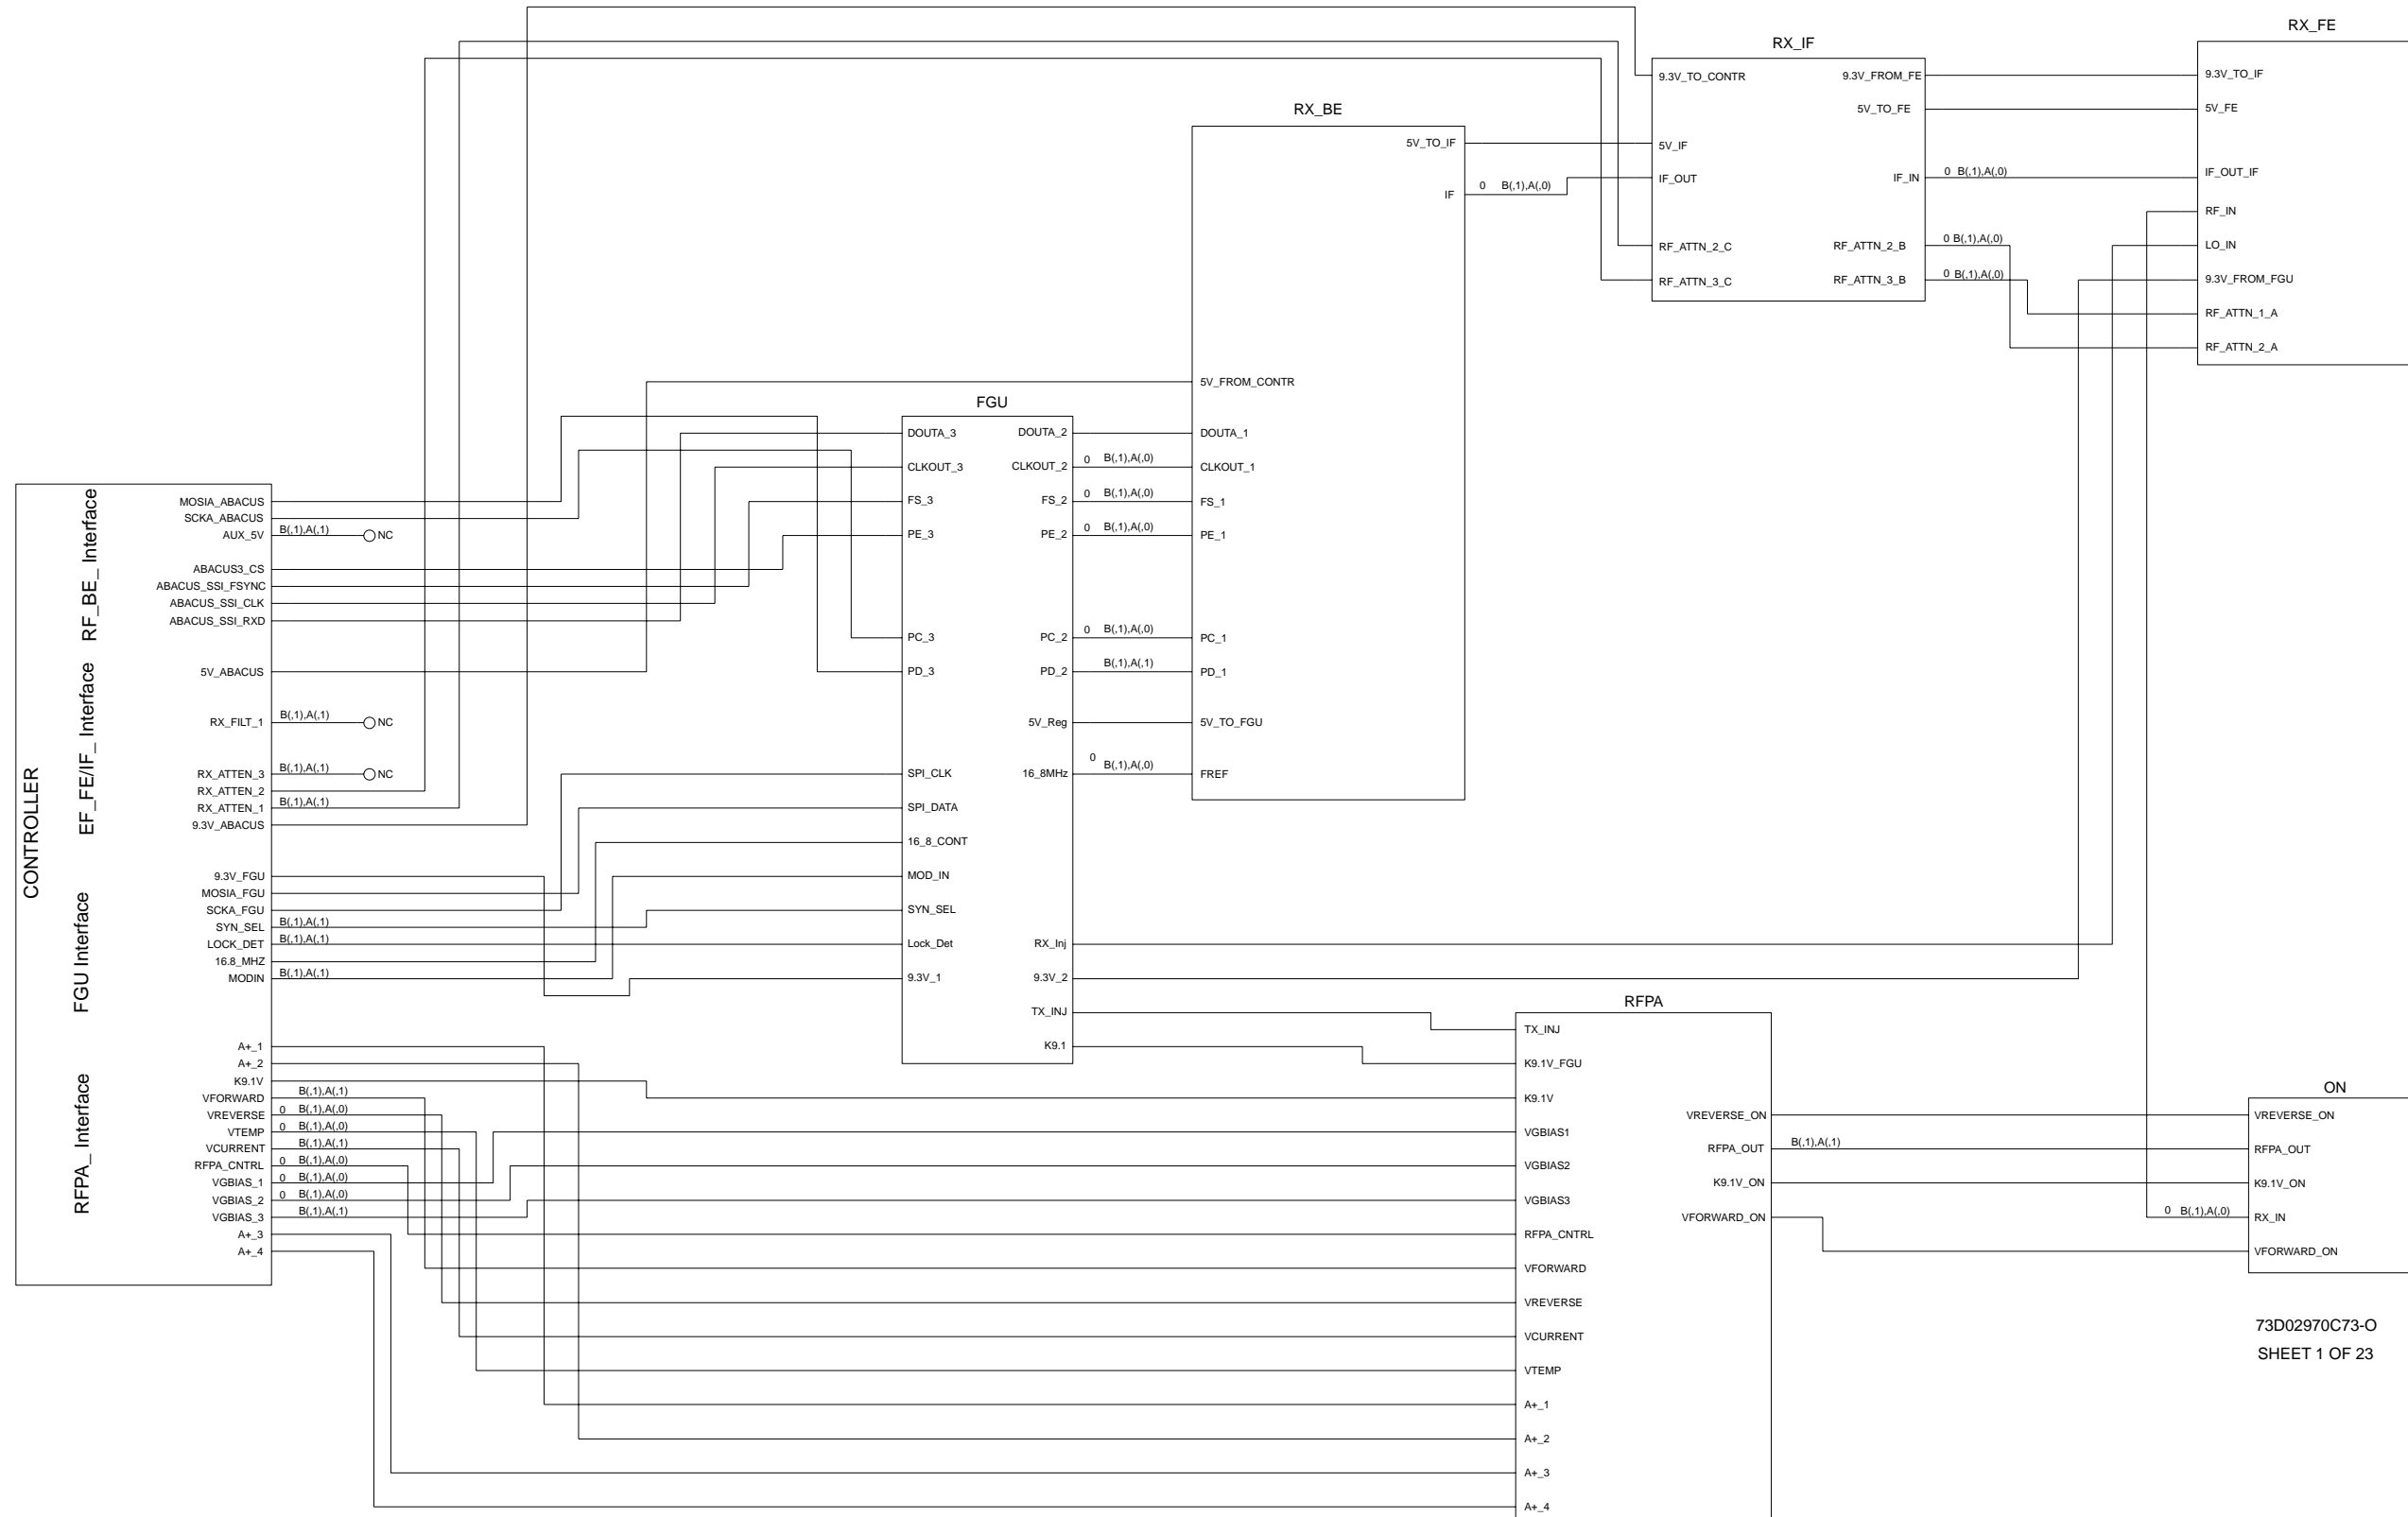 RX_FE
RX_IF
9.3V_TO_CONTR
9.3V_FROM_FE
5V_TO_FE
5V_IF
IF_OUT
IF_IN
0 B(,1),A(,0)
RF_ATTN_2_C
RF_ATTN_2_B
0 B(,1),A(,0)
RF_ATTN_3_C
RF_ATTN_3_B
0 B(,1),A(,0)
9.3V_TO_IF
5V_FE
IF_OUT_IF
RF_IN
LO_IN
9.3V_FROM_FGU
RF_ATTN_1_A
RF_ATTN_2_A
RX_BE
5V_TO_IF
IF
0 B(,1),A(,0)
5V_FROM_CONTR
DOUTA_1
CLKOUT_1
FS_1
PE_1
PC_1
PD_1
5V_TO_FGU
FREF
FGU
DOUTA_3
DOUTA_2
CLKOUT_3
CLKOUT_2
0 B(,1),A(,0)
FS_3
FS_2
0 B(,1),A(,0)
PE_3
PE_2
0 B(,1),A(,0)
PC_3
PC_2
0 B(,1),A(,0)
PD_3
PD_2
B(,1),A(,1)
5V_Reg
SPI_CLK
16_8MHz
0
B(,1),A(,0)
SPI_DATA
16_8_CONT
MOD_IN
SYN_SEL
Lock_Det
RX_Inj
9.3V_1
9.3V_2
TX_INJ
K9.1
CONTROLLER
RF_BE_ Interface
EF_FE/IF_ Interface
FGU Interface
RFPA_ Interface
MOSIA_ABACUS
SCKA_ABACUS
AUX_5V
B(,1),A(,1)
NC
ABACUS3_CS
ABACUS_SSI_FSYNC
ABACUS_SSI_CLK
ABACUS_SSI_RXD
5V_ABACUS
RX_FILT_1
B(,1),A(,1)
NC
RX_ATTEN_3
B(,1),A(,1)
NC
RX_ATTEN_2
RX_ATTEN_1
B(,1),A(,1)
9.3V_ABACUS
9.3V_FGU
MOSIA_FGU
SCKA_FGU
SYN_SEL
B(,1),A(,1)
LOCK_DET
B(,1),A(,1)
16.8_MHZ
MODIN
B(,1),A(,1)
A+_1
A+_2
K9.1V
VFORWARD
B(,1),A(,1)
VREVERSE
0 B(,1),A(,0)
VTEMP
0 B(,1),A(,0)
VCURRENT
B(,1),A(,1)
RFPA_CNTRL
0 B(,1),A(,0)
VGBIAS_1
0 B(,1),A(,0)
VGBIAS_2
0 B(,1),A(,0)
VGBIAS_3
B(,1),A(,1)
A+_3
A+_4
RFPA
TX_INJ
K9.1V_FGU
K9.1V
VGBIAS1
VGBIAS2
VGBIAS3
RFPA_CNTRL
VFORWARD
VREVERSE
VCURRENT
VTEMP
A+_1
A+_2
A+_3
A+_4
VREVERSE_ON
RFPA_OUT
B(,1),A(,1)
K9.1V_ON
VFORWARD_ON
ON
VREVERSE_ON
RFPA_OUT
K9.1V_ON
0 B(,1),A(,0)
RX_IN
VFORWARD_ON
73D02970C73-O
SHEET 1 OF 23